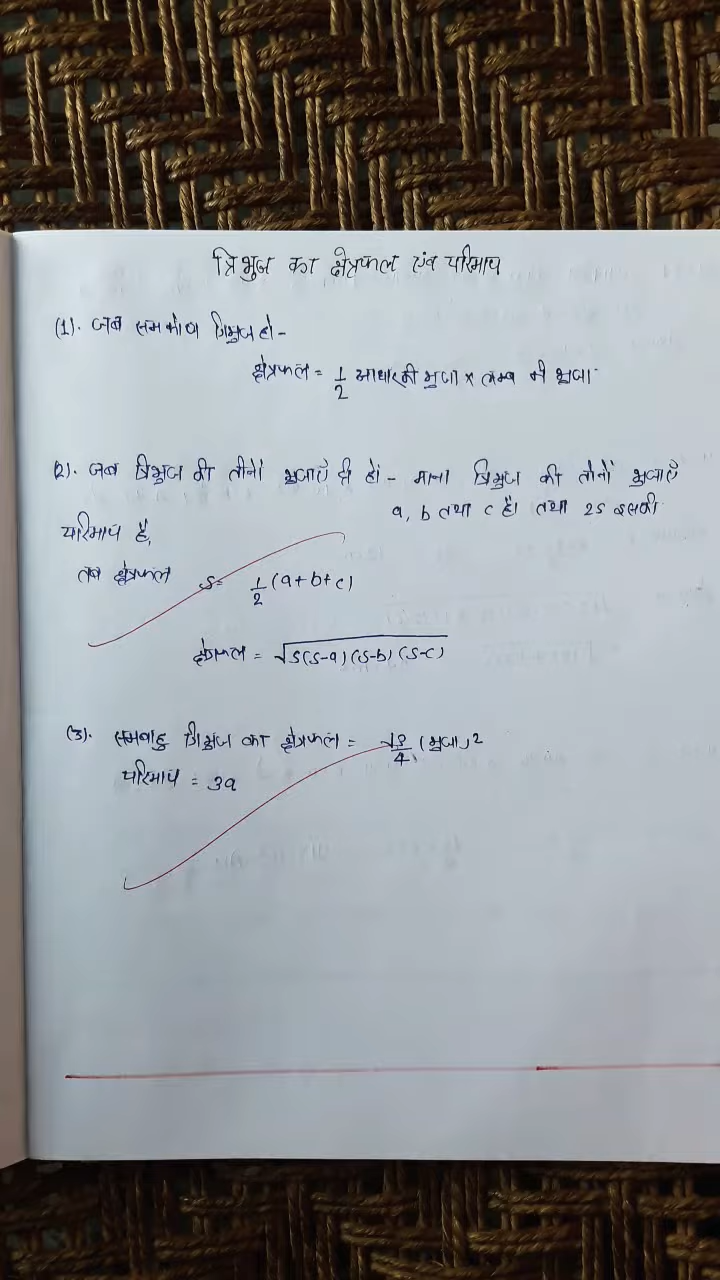 त्रिभुज का क्षेत्रफल एंव परिमाप
(1). जब समकोण त्रिभुज हो -
क्षेत्रफल = 1/2 आधार की भुजा × लम्ब की भुजा
(2). जब त्रिभुज की तीनों भुजाएँ दी हों - माना त्रिभुज की तीनों भुजाएँ
a, b तथा c है। तथा 2s इसकी
परिमाप है,
तब क्षेत्रफल s = 1/2 (a+b+c)
क्षेत्रफल = √s(s-a)(s-b)(s-c)
(3). समबाहु त्रिभुज का क्षेत्रफल = √3/4 (भुजा)²
परिमाप = 3a